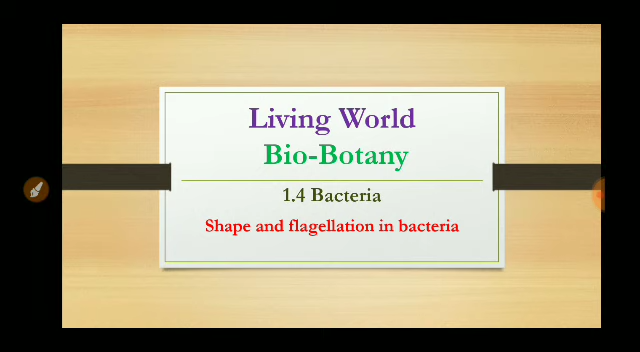 Living World
Bio-Botany
1.4 Bacteria
Shape and flagellation in bacteria